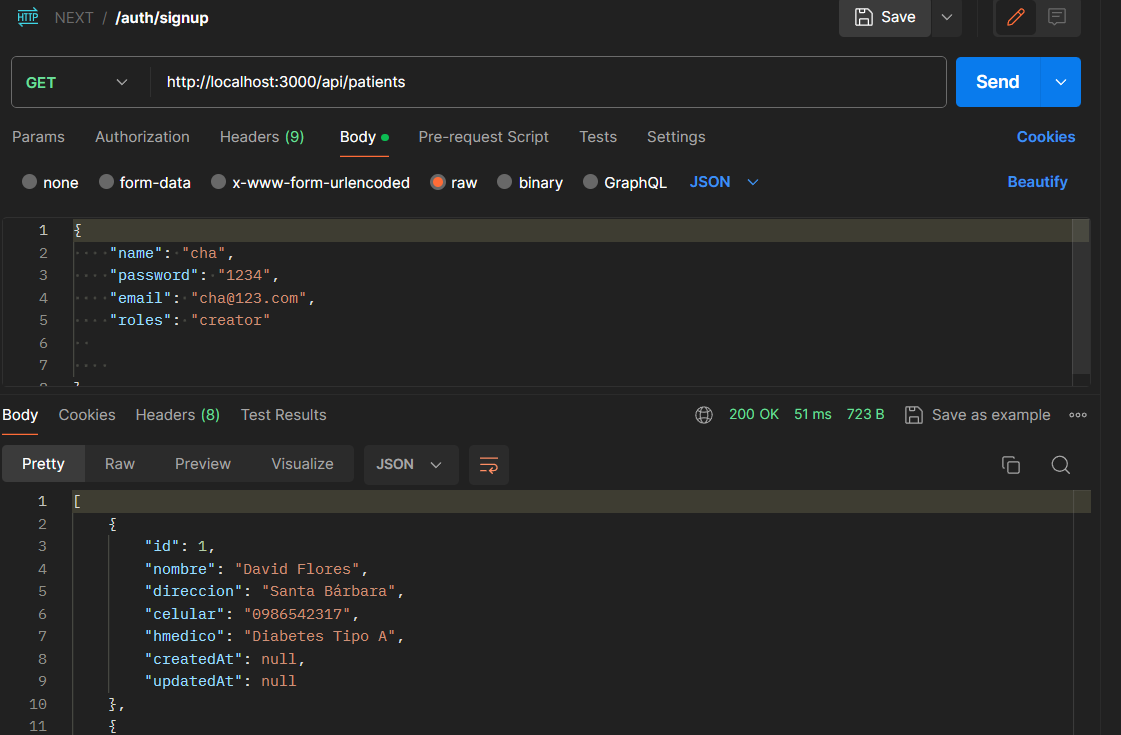 HTTP NEXT / /auth/signup Save
GET http://localhost:3000/api/patients Send
Params Authorization Headers (9) Body Pre-request Script Tests Settings Cookies
none form-data x-www-form-urlencoded raw binary GraphQL JSON Beautify
1 {
2 "name": "cha",
3 "password": "1234",
4 "email": "cha@123.com",
5 "roles": "creator"
6
7
Body Cookies Headers (8) Test Results 200 OK 51 ms 723 B Save as example
Pretty Raw Preview Visualize JSON
1 [
2 {
3 "id": 1,
4 "nombre": "David Flores",
5 "direccion": "Santa Bárbara",
6 "celular": "0986542317",
7 "hmedico": "Diabetes Tipo A",
8 "createdAt": null,
9 "updatedAt": null
10 },
11 {